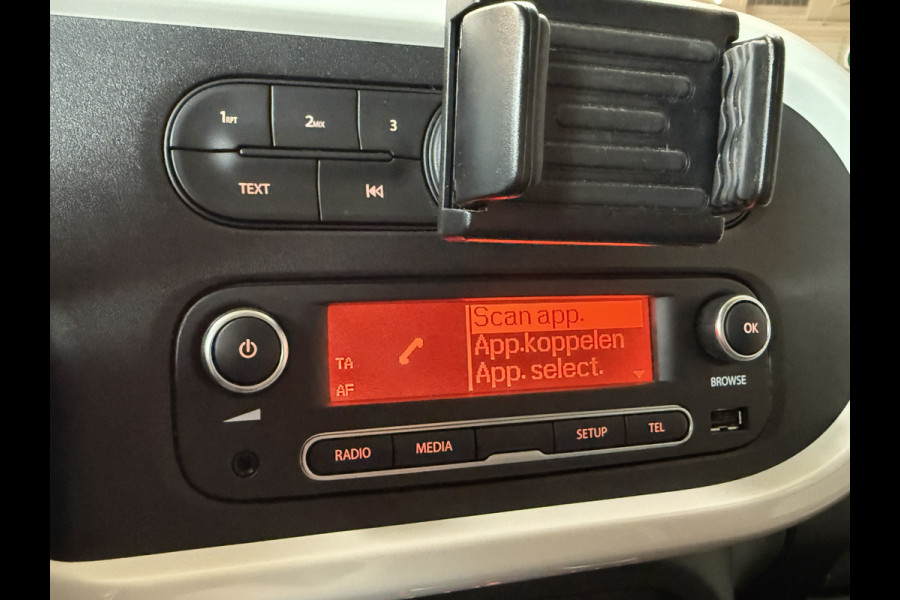 1RPT
2MIX
3
TEXT
Scan app.
App.koppelen
App. select.
TA
AF
OK
BROWSE
RADIO
MEDIA
SETUP
TEL